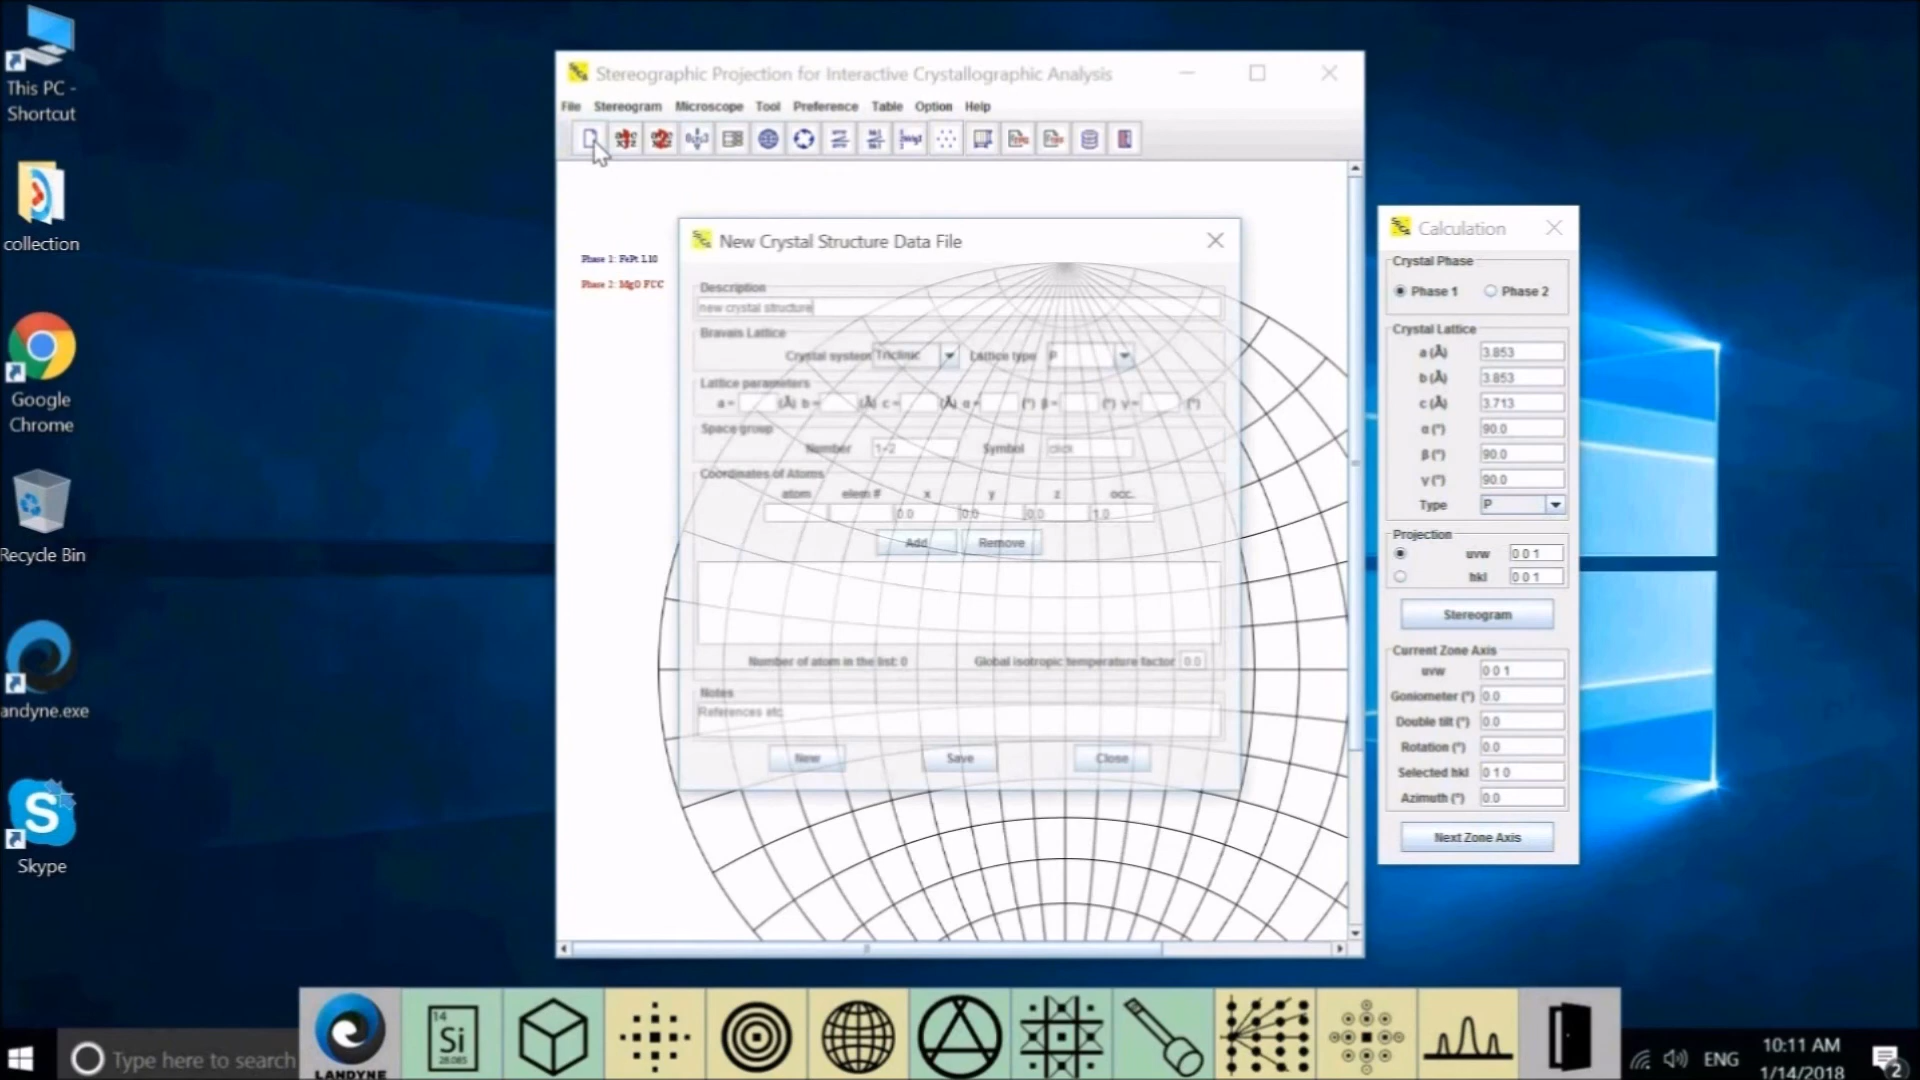 This PC -
Shortcut
collection
Google
Chrome
Recycle Bin
andyne.exe
Skype
Stereographic Projection for Interactive Crystallographic Analysis
File Stereogram Microscope Tool Preference Table Option Help
Phase 1: FePt L10
Phase 2: MgO FCC
New Crystal Structure Data File
Description
new crystal structure
Bravais Lattice
Crystal system Triclinic Lattice type P
Lattice parameters
a = (Å) b = (Å) c = (Å) α = (°) β = (°) γ = (°)
Space group
Number 1~2 Symbol click
Coordinates of Atoms
atom elem # x y z occ.
0.0 0.0 0.0 1.0
Add Remove
Number of atom in the list: 0 Global isotropic temperature factor 0.0
Notes
References etc
New Save Close
Calculation
Crystal Phase
Phase 1 Phase 2
Crystal Lattice
a (Å) 3.853
b (Å) 3.853
c (Å) 3.713
α (°) 90.0
β (°) 90.0
γ (°) 90.0
Type P
Projection
uvw 0 0 1
hkl 0 0 1
Stereogram
Current Zone Axis
uvw 0 0 1
Goniometer (°) 0.0
Double tilt (°) 0.0
Rotation (°) 0.0
Selected hkl 0 1 0
Azimuth (°) 0.0
Next Zone Axis
Type here to search
LANDYNE
14
Si
28.085
ENG
10:11 AM
1/14/2018
2